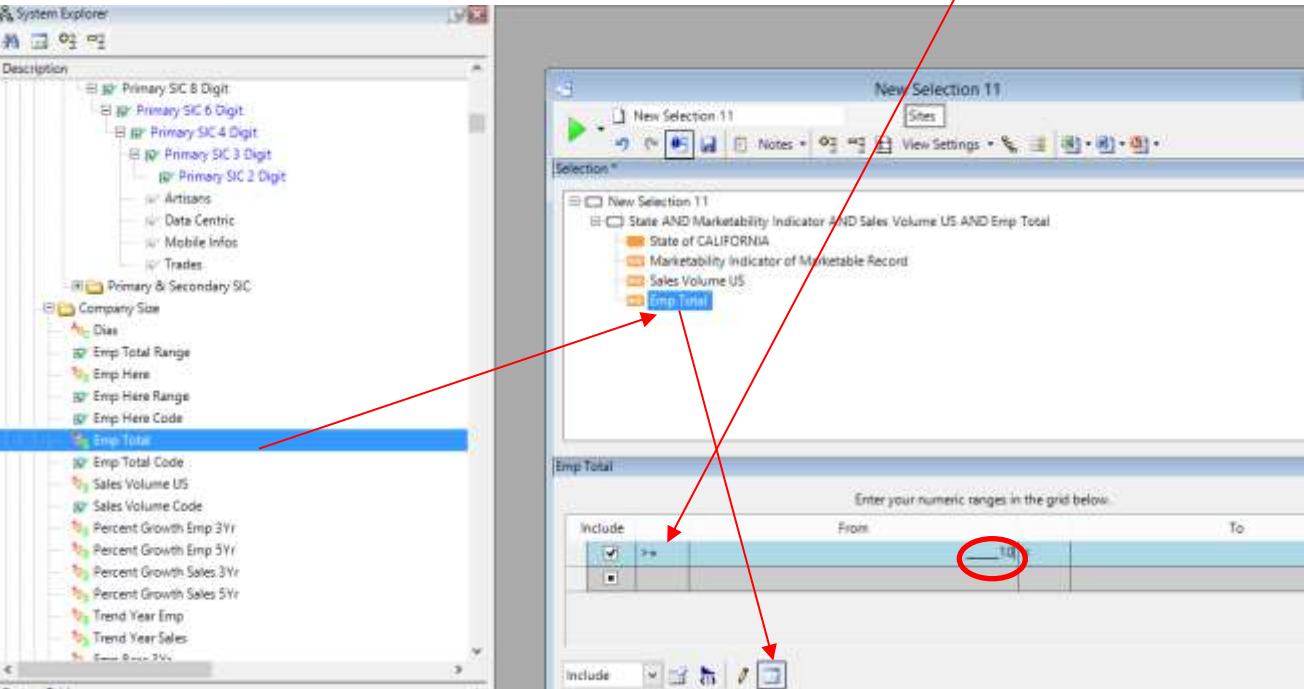 System Explorer
Description
Primary SIC 8 Digit
Primary SIC 6 Digit
Primary SIC 4 Digit
Primary SIC 3 Digit
Primary SIC 2 Digit
Artisans
Data Centric
Mobile Infos
Trades
Primary & Secondary SIC
Company Size
Dias
Emp Total Range
Emp Here
Emp Here Range
Emp Here Code
Emp Total
Emp Total Code
Sales Volume US
Sales Volume Code
Percent Growth Emp 3Yr
Percent Growth Emp 5Yr
Percent Growth Sales 3Yr
Percent Growth Sales 5Yr
Trend Year Emp
Trend Year Sales
New Selection 11
New Selection 11
Sites
Notes
View Settings
Selection *
New Selection 11
State AND Marketability Indicator AND Sales Volume US AND Emp Total
State of CALIFORNIA
Marketability Indicator of Marketable Record
Sales Volume US
Emp Total
Emp Total
Enter your numeric ranges in the grid below.
Include From To
>= ____10
Include